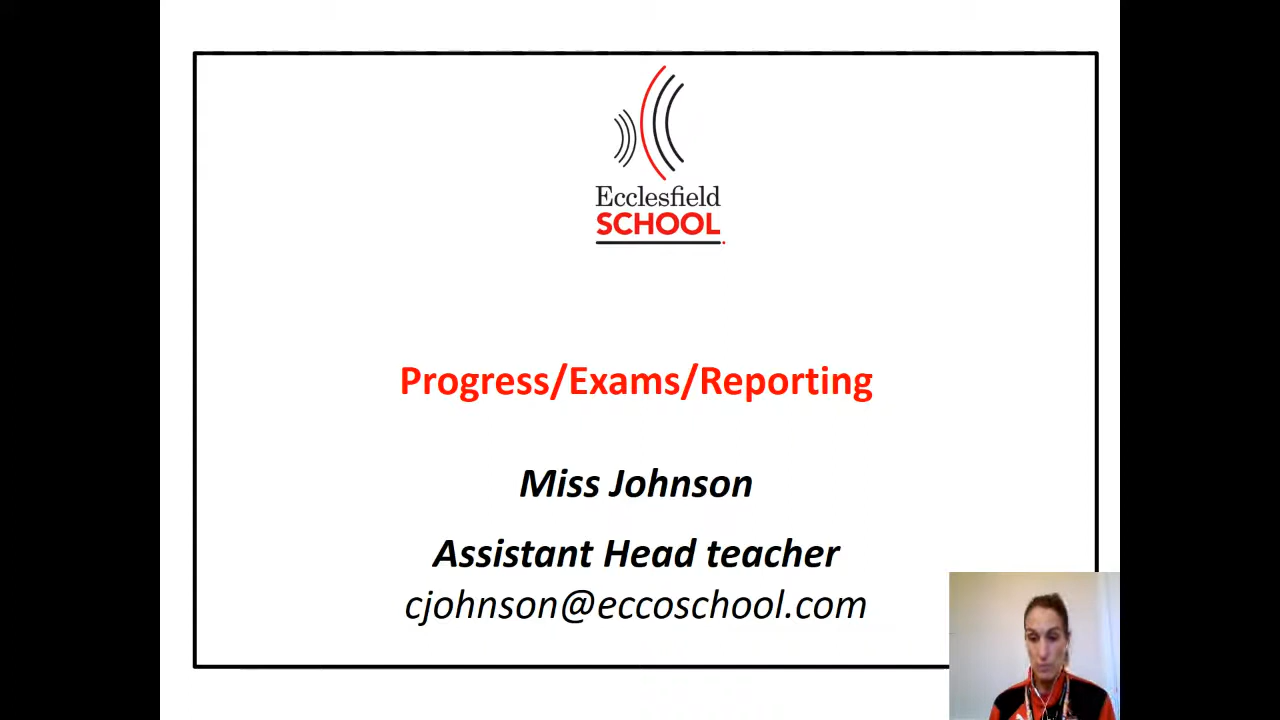 Ecclesfield
SCHOOL
Progress/Exams/Reporting
Miss Johnson
Assistant Head teacher
cjohnson@eccoschool.com